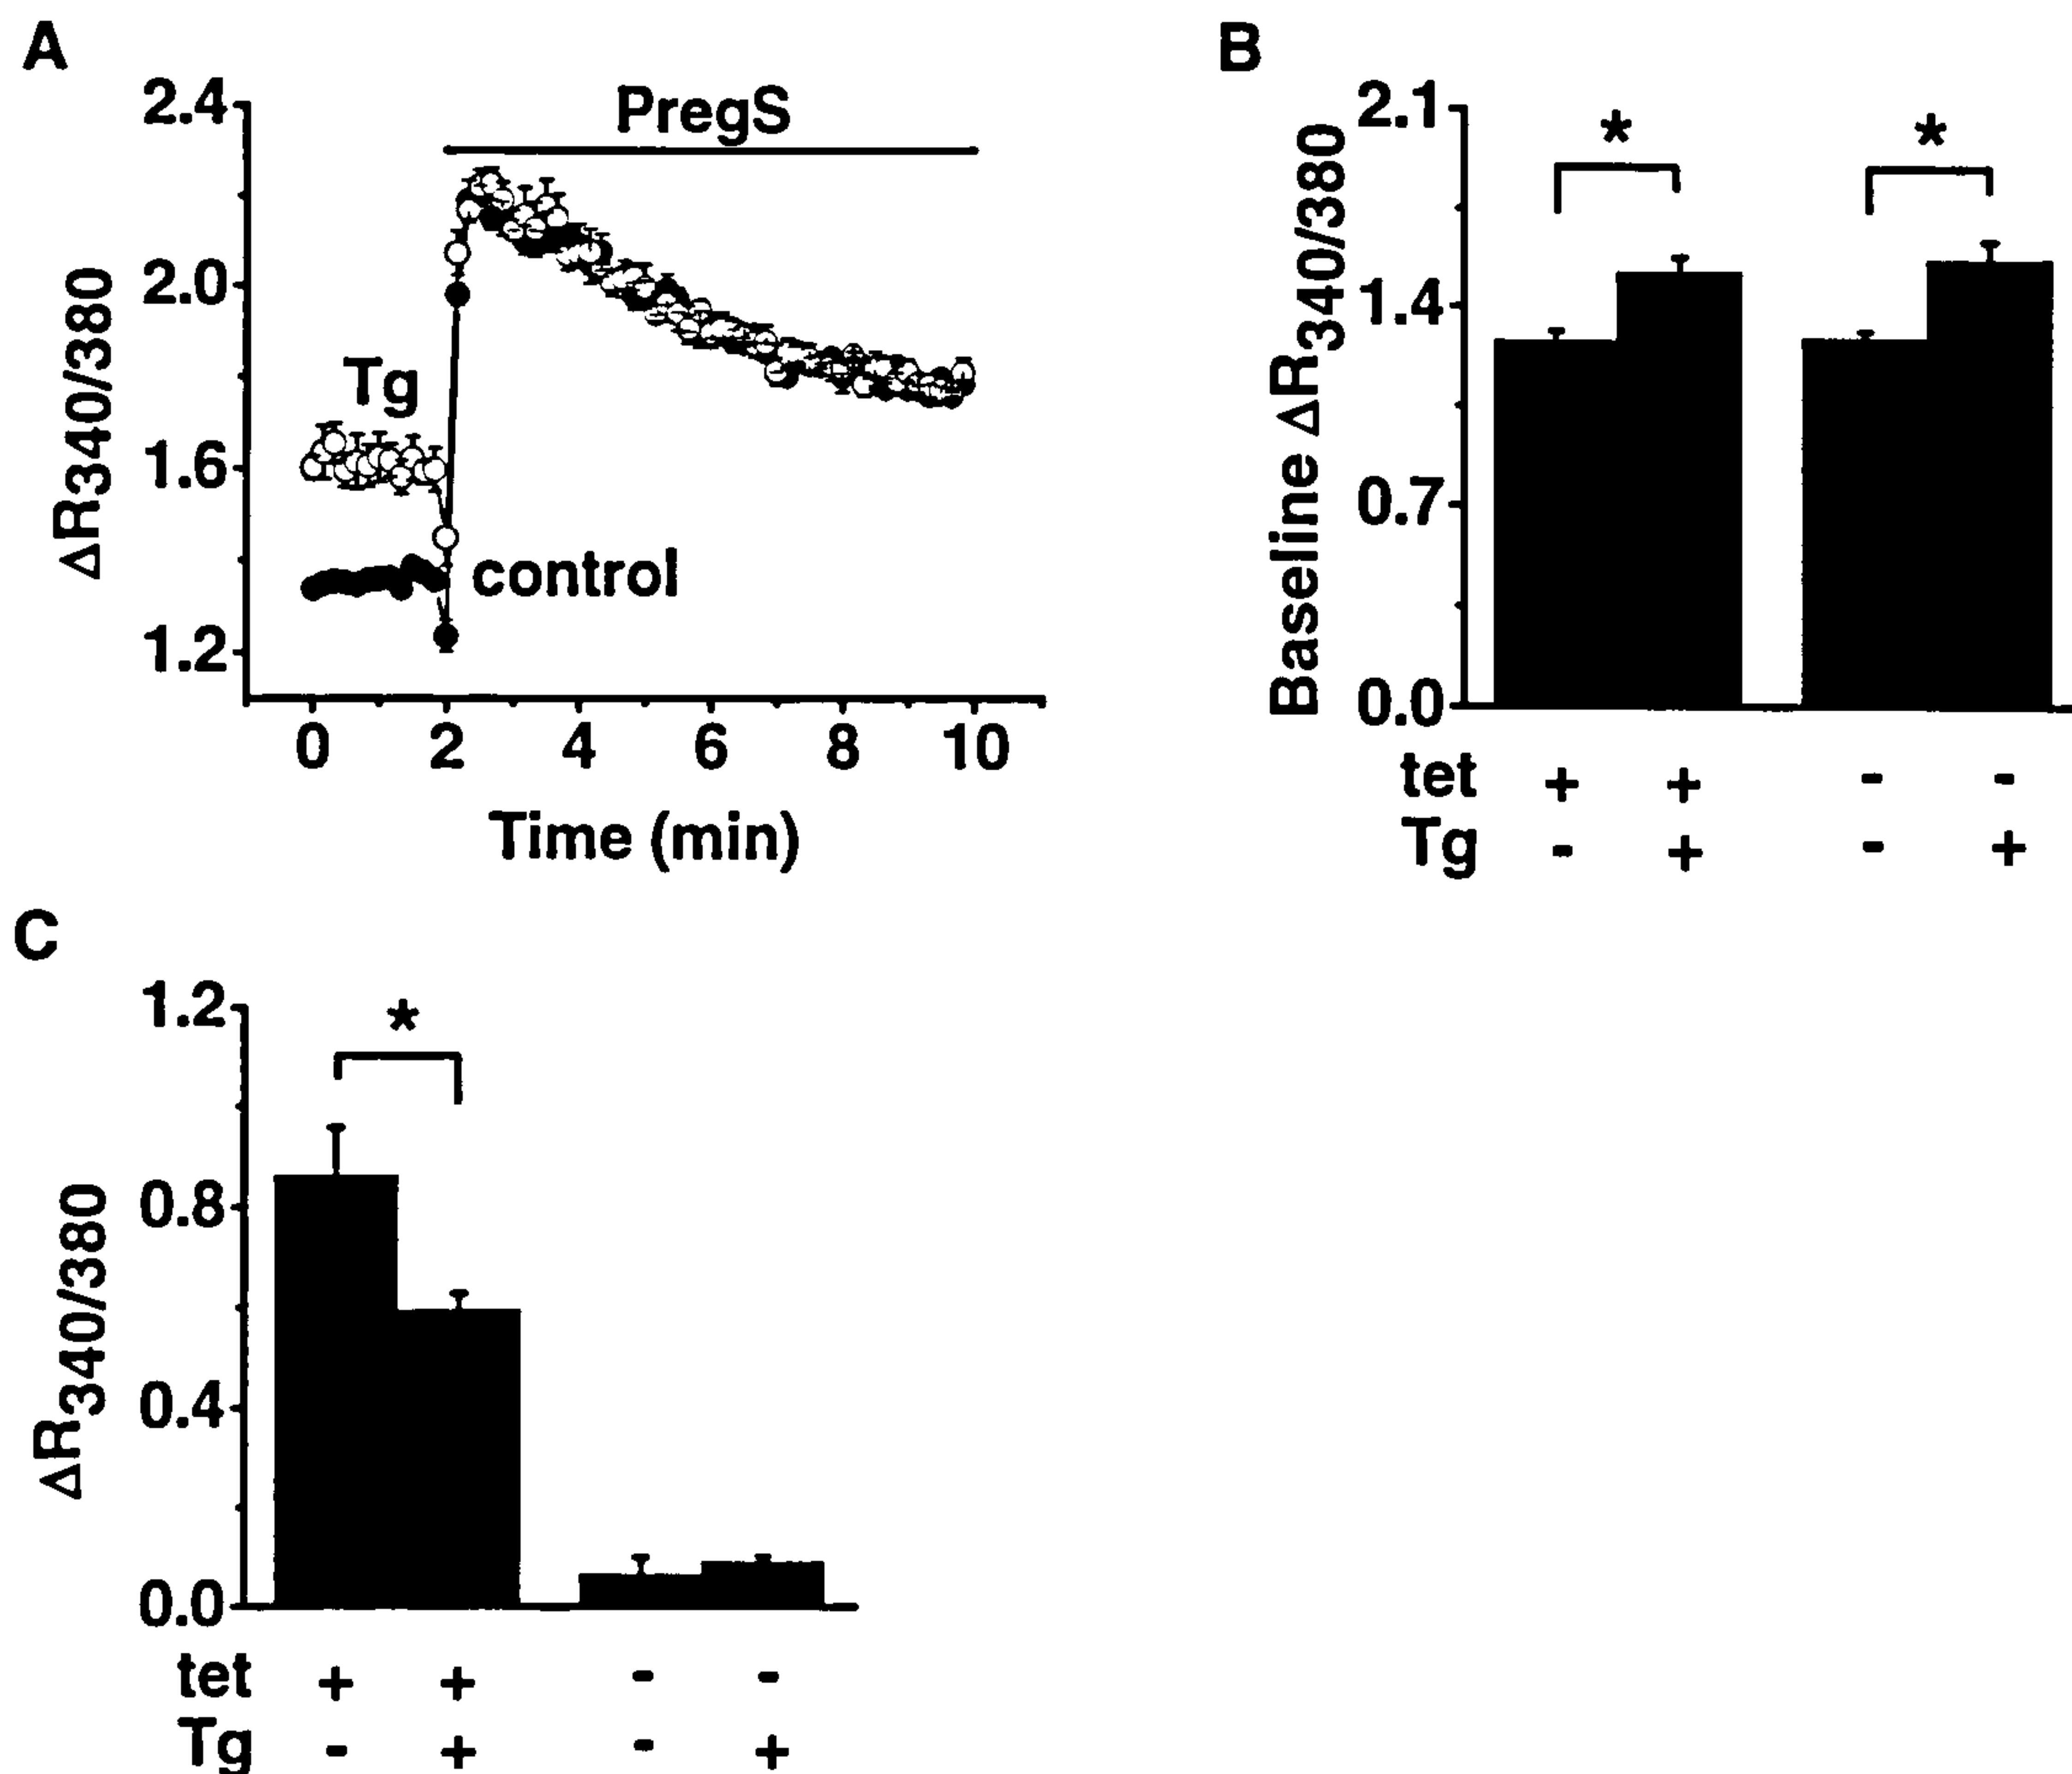 A
2.4
2.0
1.6
1.2
ΔR340/380
PregS
Tg
control
0 2 4 6 8 10
Time (min)
B
2.1
1.4
0.7
0.0
Baseline ΔR340/380
* *
tet + + - -
Tg - + - +
C
1.2
0.8
0.4
0.0
ΔR340/380
*
tet + + - -
Tg - + - +